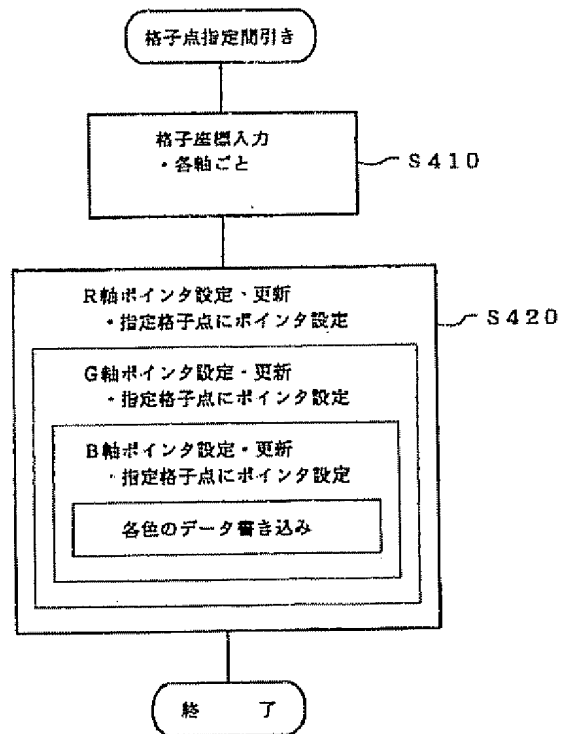 格子点指定間引き
格子座標入力
・各軸ごと
S410
R軸ポインタ設定・更新
・指定格子点にポインタ設定
S420
G軸ポインタ設定・更新
・指定格子点にポインタ設定
B軸ポインタ設定・更新
・指定格子点にポインタ設定
各色のデータ書き込み
終 了